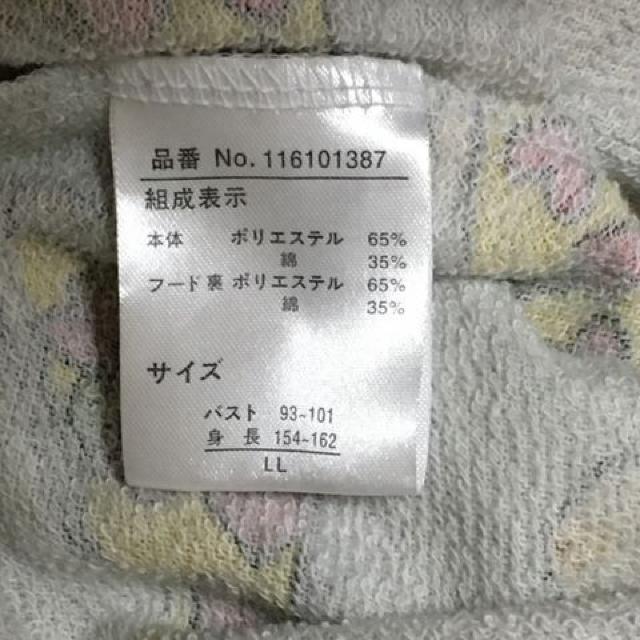 品番 No. 116101387
組成表示
本体 ポリエステル 65%
綿 35%
フード裏 ポリエステル 65%
綿 35%
サイズ
バスト 93~101
身長 154~162
LL